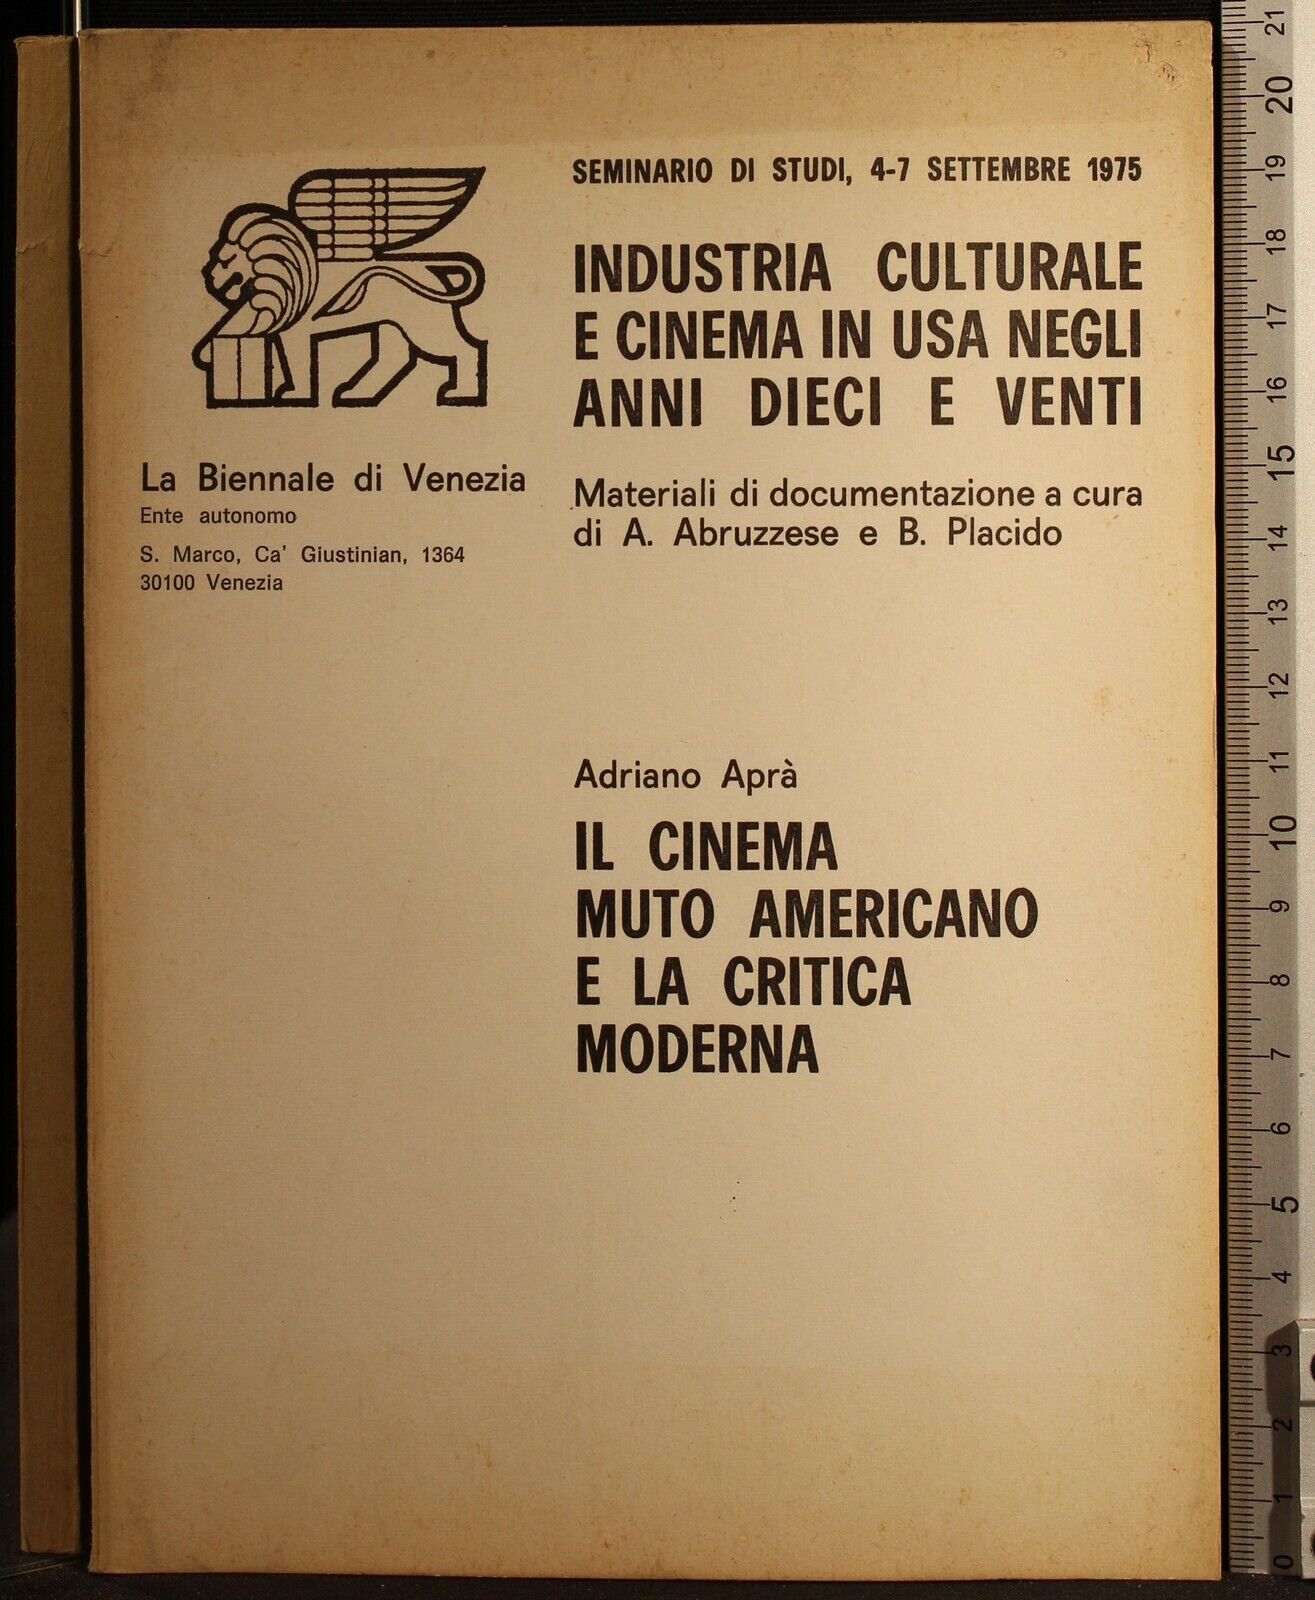 SEMINARIO DI STUDI, 4-7 SETTEMBRE 1975
INDUSTRIA CULTURALE
E CINEMA IN USA NEGLI
ANNI DIECI E VENTI
La Biennale di Venezia
Ente autonomo
S. Marco, Ca' Giustinian, 1364
30100 Venezia
Materiali di documentazione a cura
di A. Abruzzese e B. Placido
Adriano Aprà
IL CINEMA
MUTO AMERICANO
E LA CRITICA
MODERNA
21
20
19
18
17
16
15
14
13
12
11
10
9
8
7
6
5
4
3
2
1
0